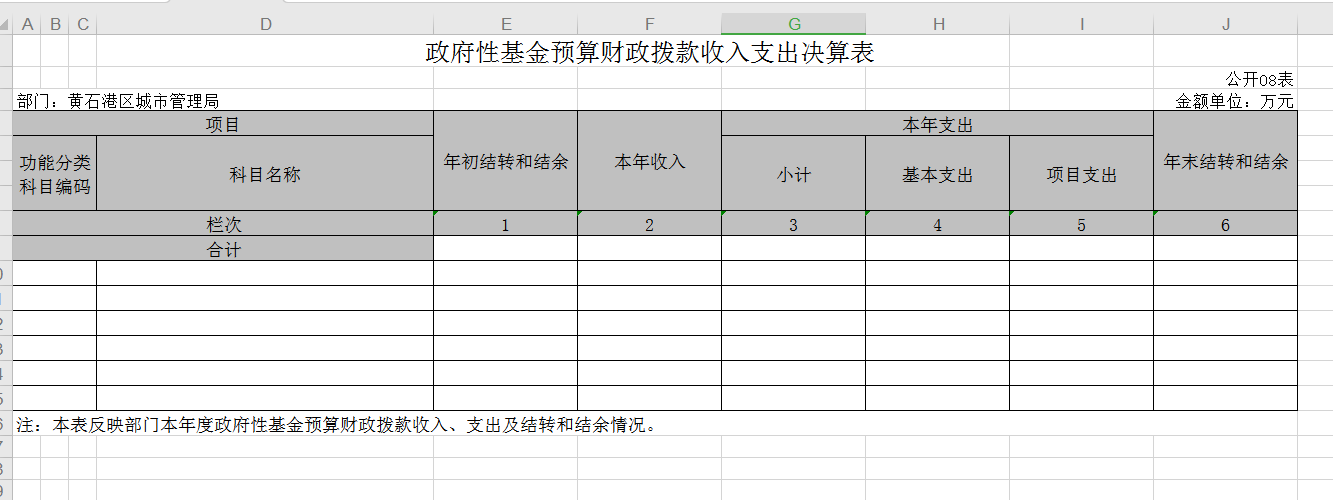 A B C D E F G H I J
政府性基金预算财政拨款收入支出决算表
公开08表
部门：黄石港区城市管理局 金额单位：万元
项目 年初结转和结余 本年收入 本年支出 年末结转和结余
功能分类
科目编码 科目名称 小计 基本支出 项目支出
栏次 1 2 3 4 5 6
合计
注：本表反映部门本年度政府性基金预算财政拨款收入、支出及结转和结余情况。